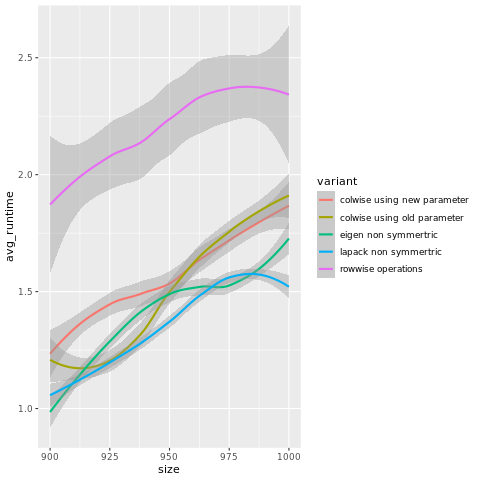 2.5
2.0
1.5
1.0
avg_runtime
900
925
950
975
1000
size
variant
colwise using new parameter
colwise using old parameter
eigen non symmertric
lapack non symmertric
rowwise operations